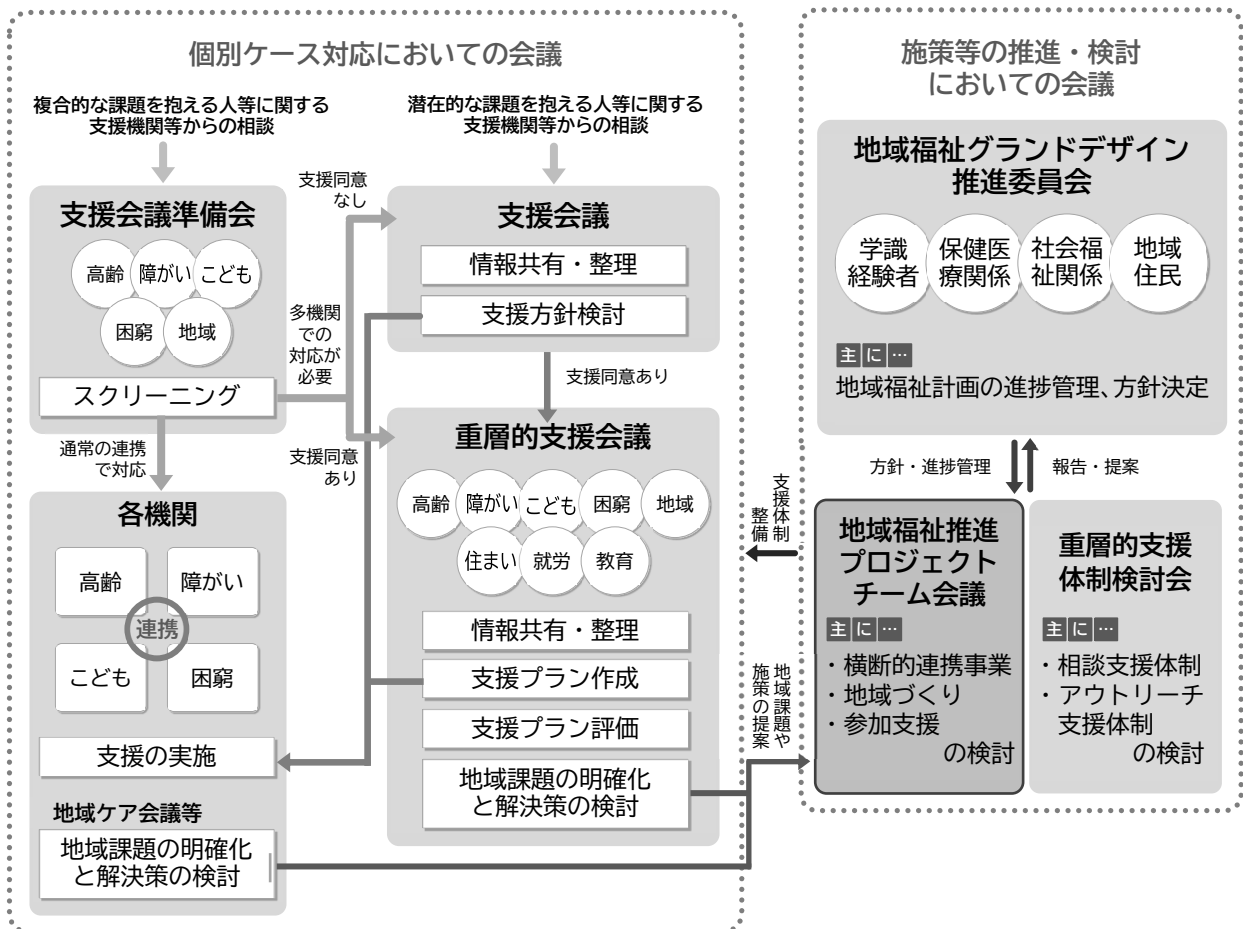 個別ケース対応においての会議
複合的な課題を抱える人等に関する
支援機関等からの相談
潜在的な課題を抱える人等に関する
支援機関等からの相談
支援会議準備会
高齢
障がい
こども
困窮
地域
スクリーニング
支援同意
なし
多機関
での
対応が
必要
支援同意
あり
通常の連携
で対応
支援会議
情報共有・整理
支援方針検討
支援同意あり
各機関
高齢
障がい
連携
こども
困窮
支援の実施
地域ケア会議等
地域課題の明確化
と解決策の検討
重層的支援会議
高齢
障がい
こども
困窮
地域
住まい
就労
教育
情報共有・整理
支援プラン作成
支援プラン評価
地域課題の明確化
と解決策の検討
支援体制
整備
地域課題や
施策の提案
施策等の推進・検討
においての会議
地域福祉グランドデザイン
推進委員会
学識
経験者
保健医
療関係
社会福
祉関係
地域
住民
主に…
地域福祉計画の進捗管理、方針決定
方針・進捗管理
報告・提案
地域福祉推進
プロジェクト
チーム会議
主に…
・横断的連携事業
・地域づくり
・参加支援
の検討
重層的支援
体制検討会
主に…
・相談支援体制
・アウトリーチ
支援体制
の検討